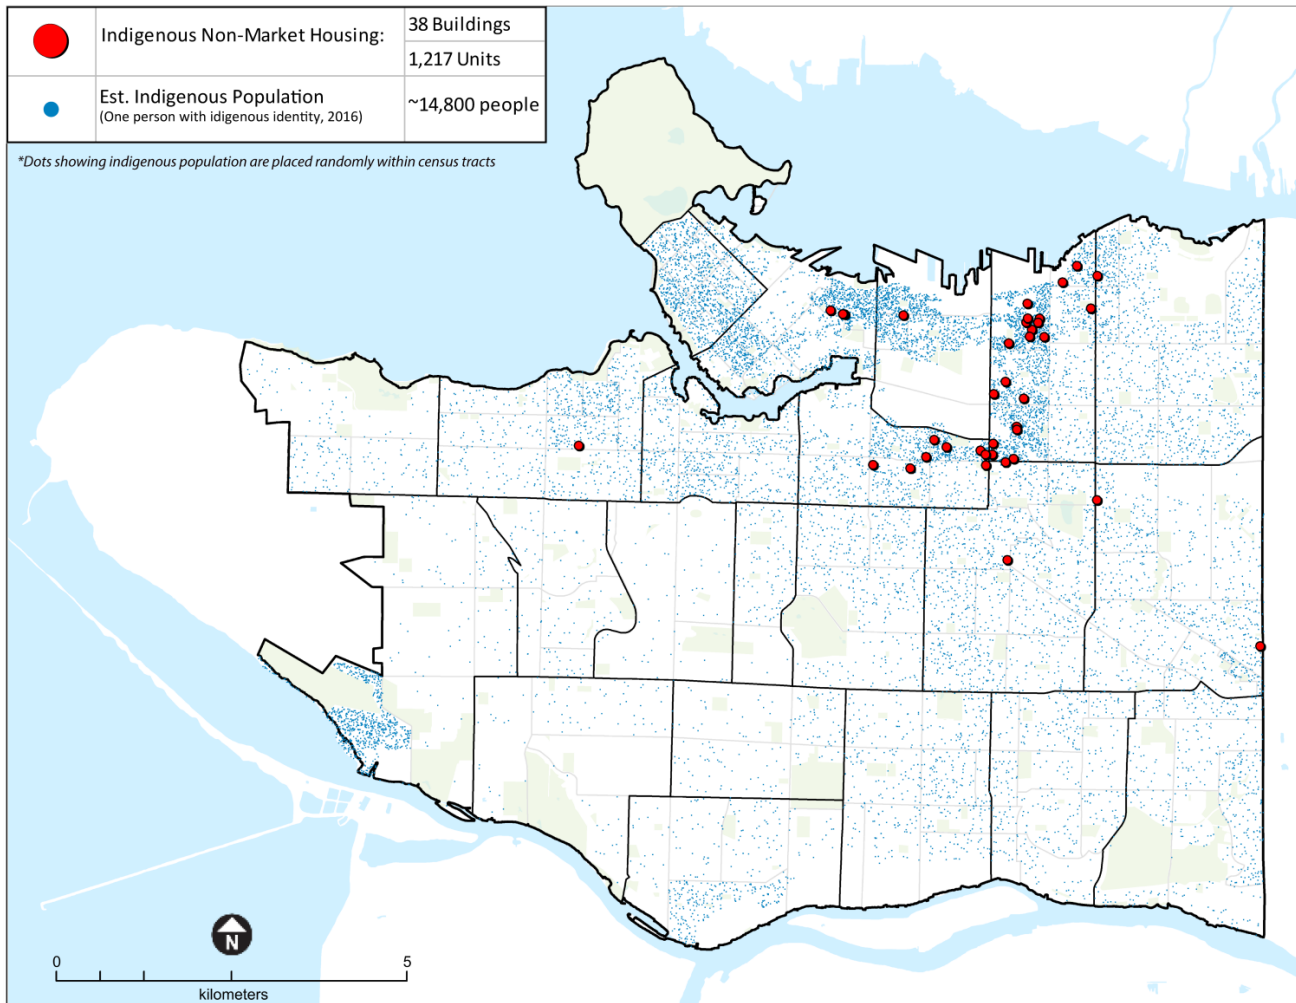 Indigenous Non-Market Housing:
38 Buildings
1,217 Units
Est. Indigenous Population
(One person with idigenous identity, 2016)
~14,800 people
*Dots showing indigenous population are placed randomly within census tracts
N
0 5
kilometers